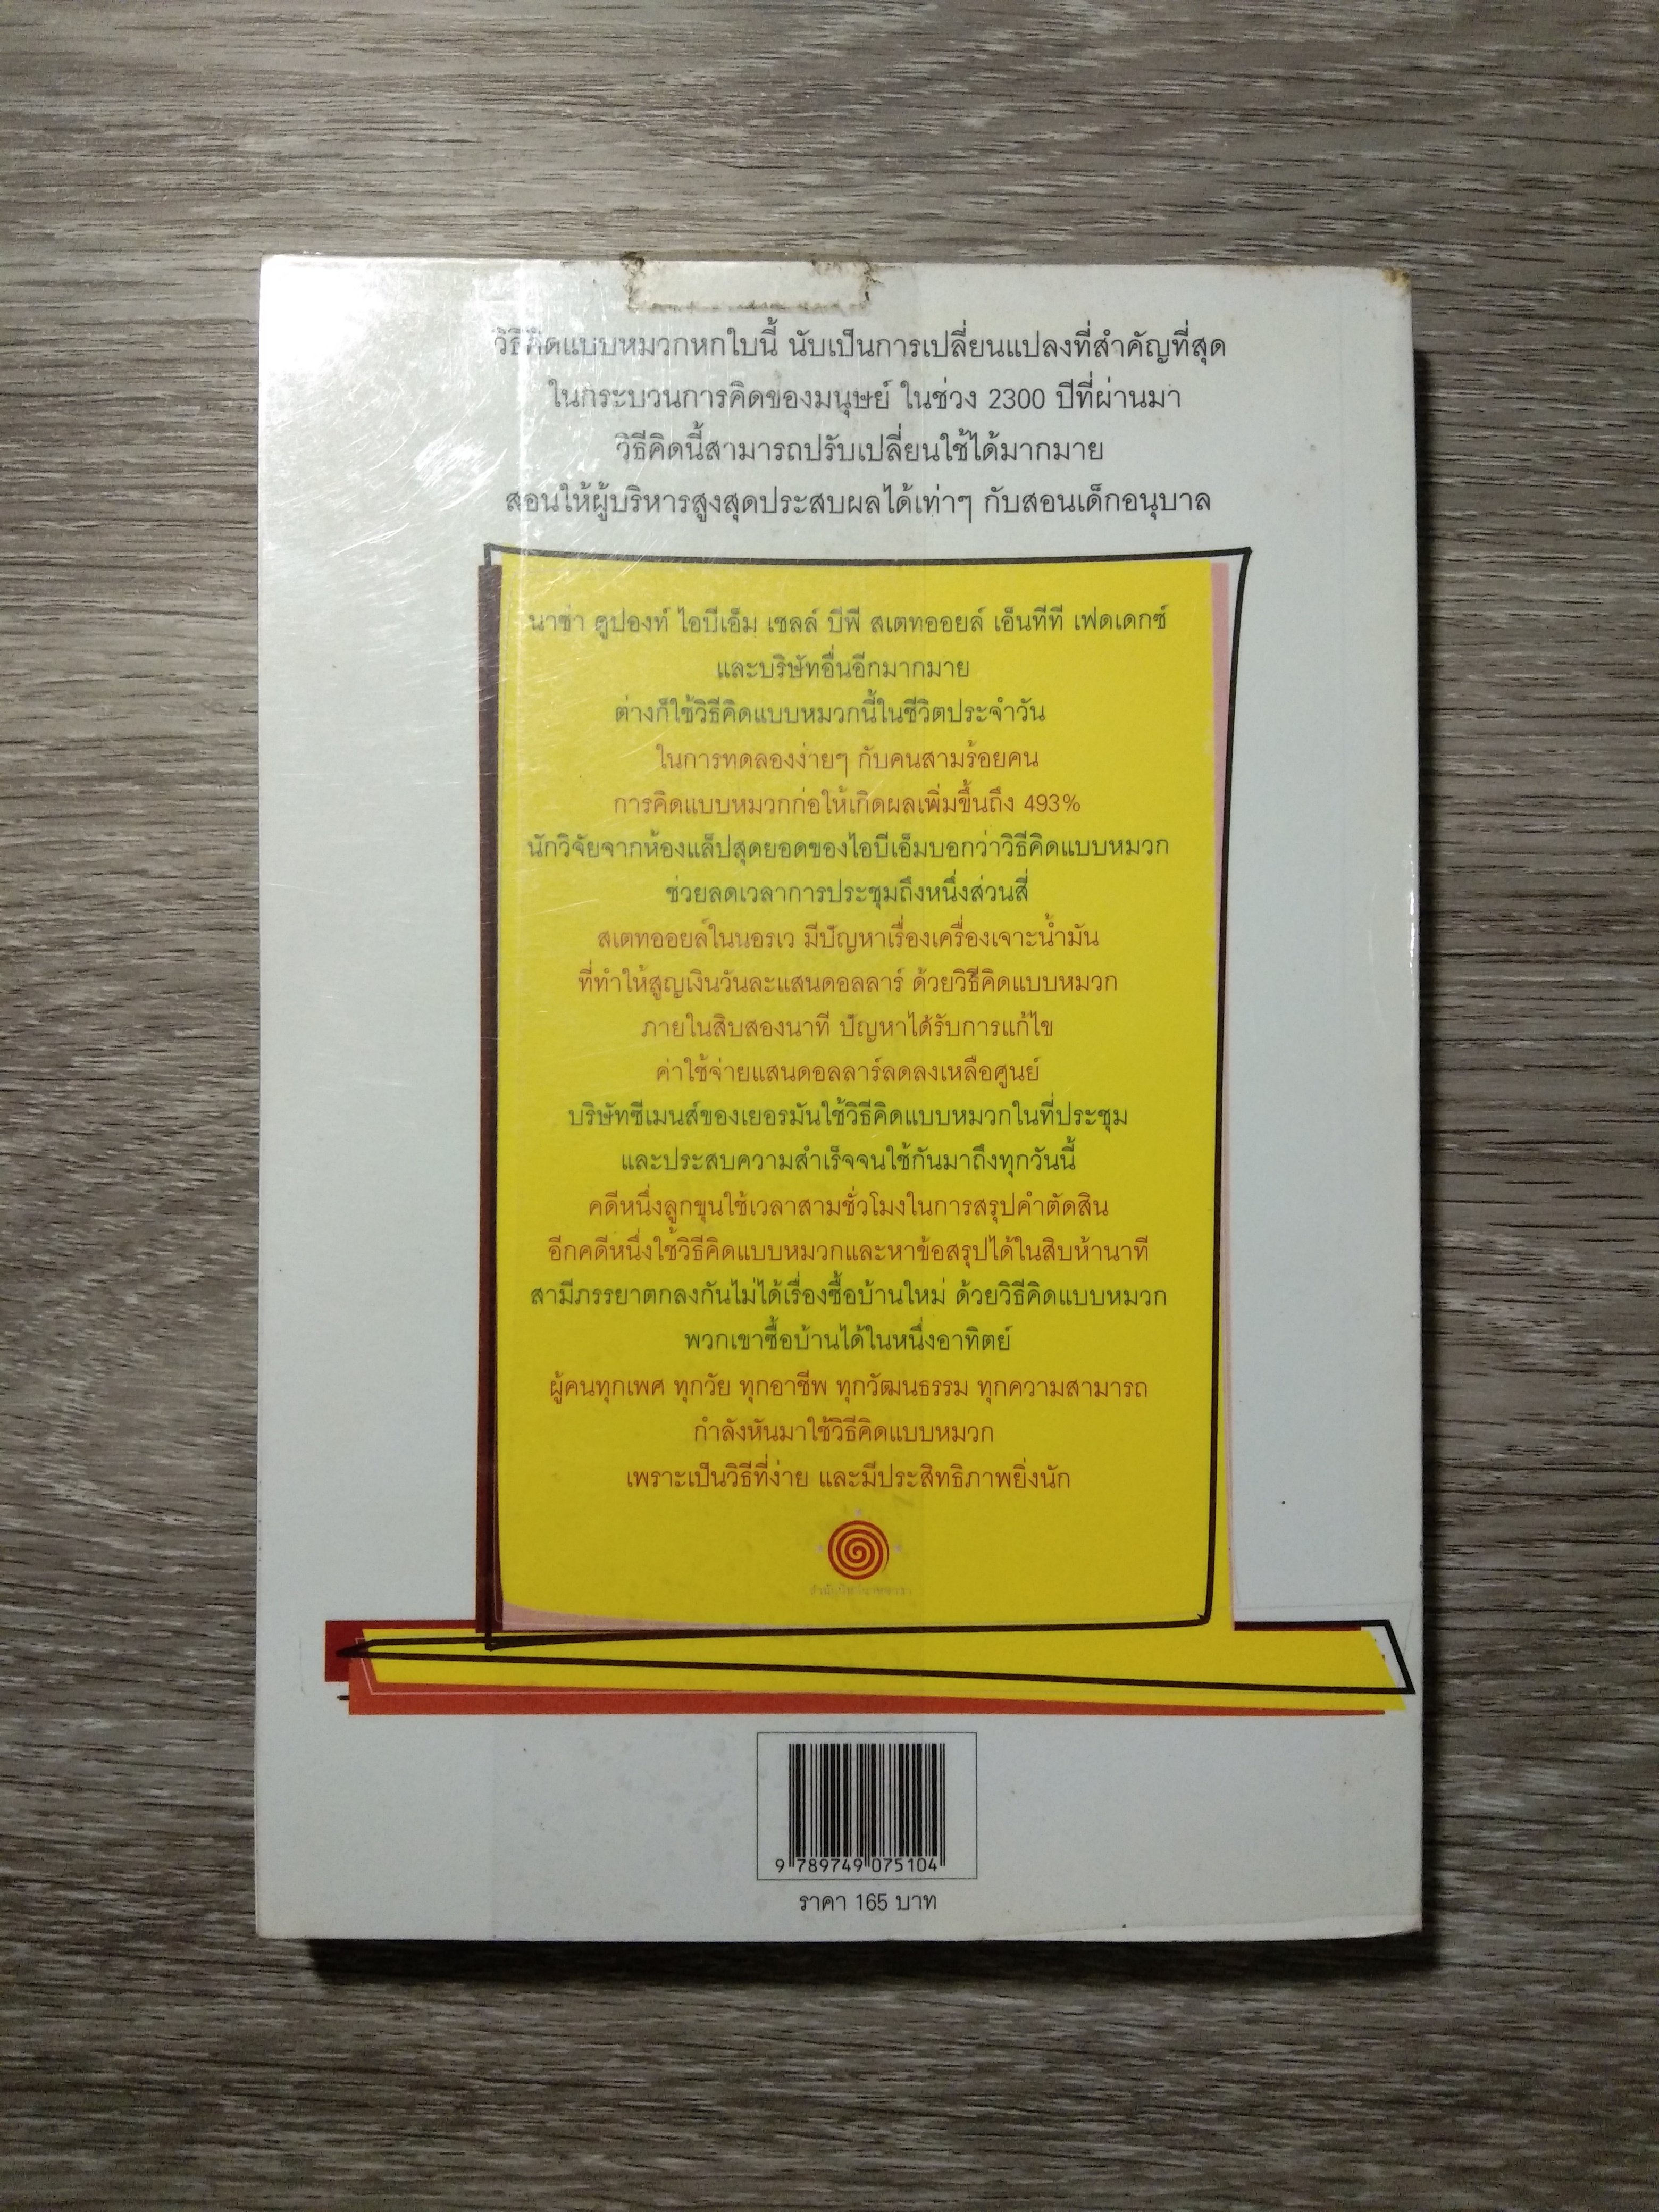 วิธีคิดแบบหมวกหกใบนี้ นับเป็นการเปลี่ยนแปลงที่สำคัญที่สุด
ในกระบวนการคิดของมนุษย์ ในช่วง 2300 ปีที่ผ่านมา
วิธีคิดนี้สามารถปรับเปลี่ยนใช้ได้มากมาย
สอนให้ผู้บริหารสูงสุดประสบผลได้เท่าๆ กับสอนเด็กอนุบาล
นาซ่า ดูปองท์ ไอบีเอ็ม เชลล์ บีพี สเตทออยล์ เอ็นทีที เฟดเดกซ์
และบริษัทอื่นอีกมากมาย
ต่างก็ใช้วิธีคิดแบบหมวกนี้ในชีวิตประจำวัน
ในการทดลองง่ายๆ กับคนสามร้อยคน
การคิดแบบหมวกก่อให้เกิดผลเพิ่มขึ้นถึง 493%
นักวิจัยจากห้องแล็ปสุดยอดของไอบีเอ็มบอกว่าวิธีคิดแบบหมวก
ช่วยลดเวลาการประชุมถึงหนึ่งส่วนสี่
สเตทออยล์ในนอรเว มีปัญหาเรื่องเครื่องเจาะน้ำมัน
ที่ทำให้สูญเงินวันละแสนดอลลาร์ ด้วยวิธีคิดแบบหมวก
ภายในสิบสองนาที ปัญหาได้รับการแก้ไข
ค่าใช้จ่ายแสนดอลลาร์ลดลงเหลือศูนย์
บริษัทซีเมนส์ของเยอรมันใช้วิธีคิดแบบหมวกในที่ประชุม
และประสบความสำเร็จจนใช้กันมาถึงทุกวันนี้
คดีหนึ่งลูกขุนใช้เวลาสามชั่วโมงในการสรุปคำตัดสิน
อีกคดีหนึ่งใช้วิธีคิดแบบหมวกและหาข้อสรุปได้ในสิบห้านาที
สามีภรรยาตกลงกันไม่ได้เรื่องซื้อบ้านใหม่ ด้วยวิธีคิดแบบหมวก
พวกเขาซื้อบ้านได้ในหนึ่งอาทิตย์
ผู้คนทุกเพศ ทุกวัย ทุกอาชีพ ทุกวัฒนธรรม ทุกความสามารถ
กำลังหันมาใช้วิธีคิดแบบหมวก
เพราะเป็นวิธีที่ง่าย และมีประสิทธิภาพยิ่งนัก
9 789749 075104
ราคา 165 บาท